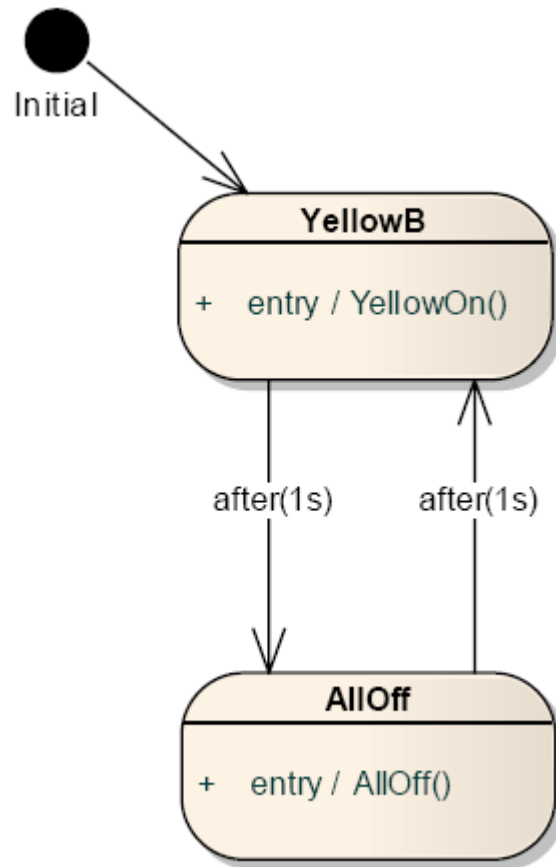 Initial
YellowB
+ entry / YellowOn()
after(1s) after(1s)
AllOff
+ entry / AllOff()